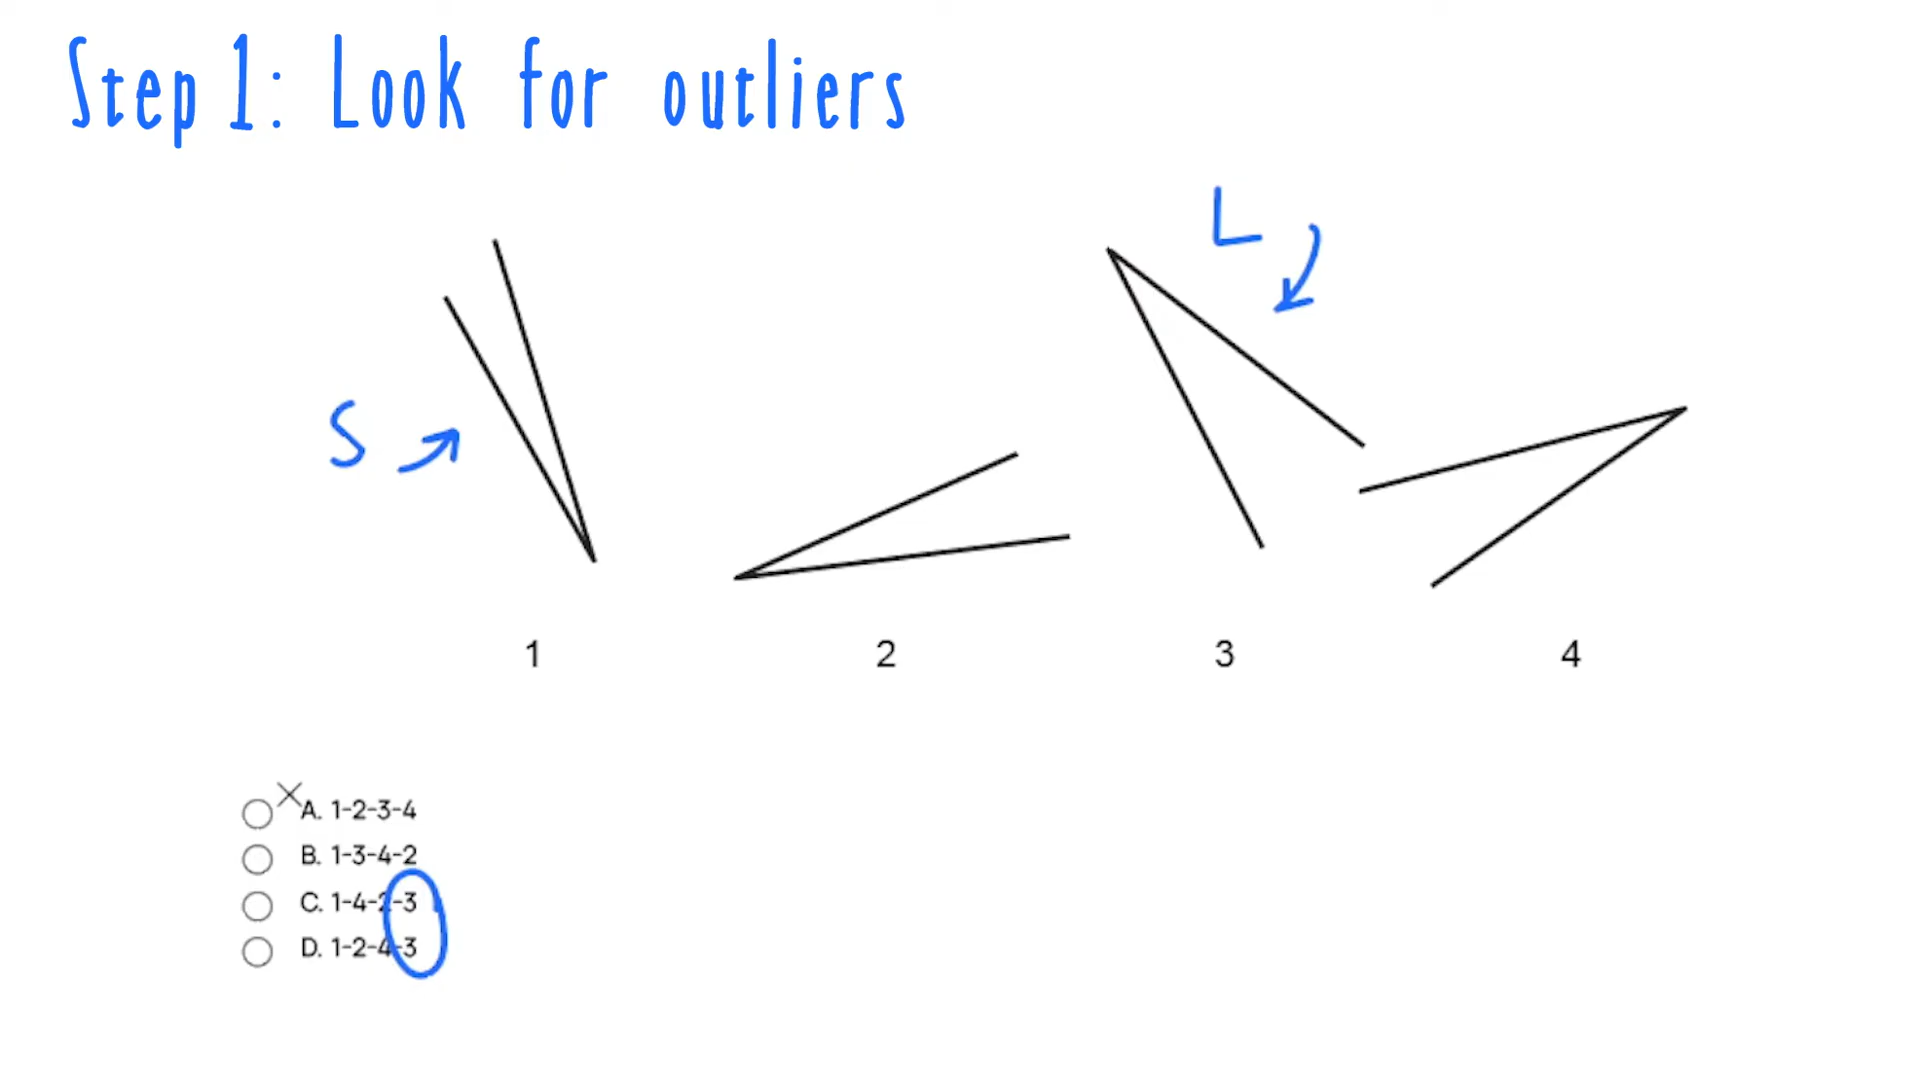 Step 1: Look for outliers
L
S
1 2 3 4
A. 1-2-3-4
B. 1-3-4-2
C. 1-4-2-3
D. 1-2-4-3